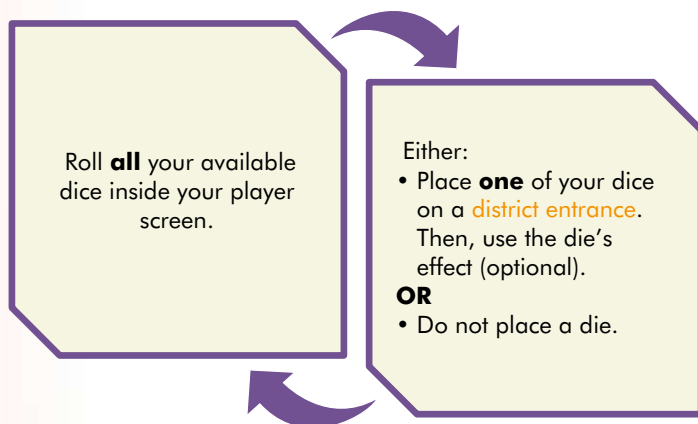 Roll all your available
dice inside your player
screen.
Either:
• Place one of your dice
on a district entrance.
Then, use the die’s
effect (optional).
OR
• Do not place a die.